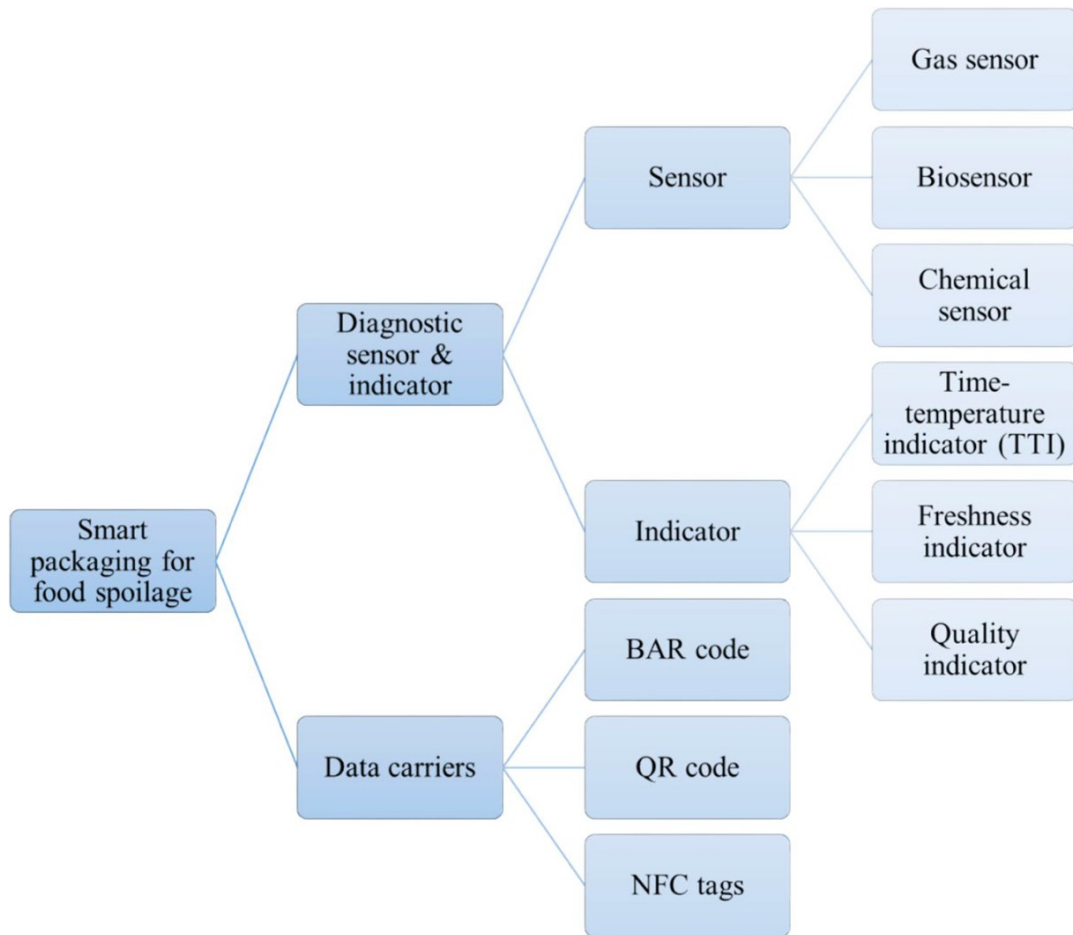 Smart
packaging for
food spoilage
Diagnostic
sensor &
indicator
Data carriers
Sensor
Indicator
BAR code
QR code
NFC tags
Gas sensor
Biosensor
Chemical
sensor
Time-
temperature
indicator (TTI)
Freshness
indicator
Quality
indicator